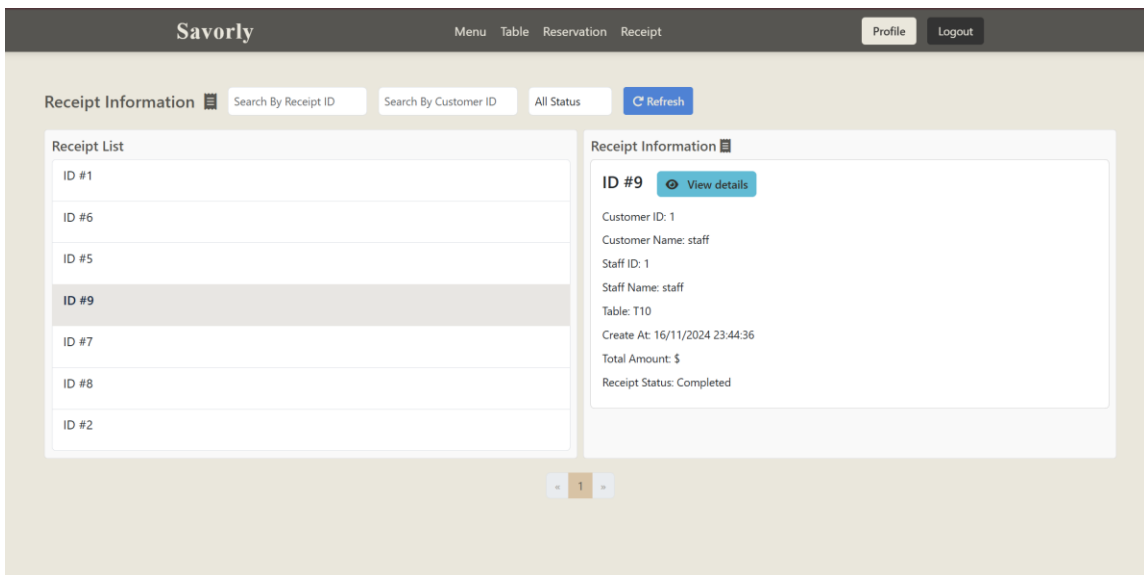 Savorly
Menu Table Reservation Receipt
Profile
Logout
Receipt Information
Search By Receipt ID
Search By Customer ID
All Status
Refresh
Receipt List
ID #1
ID #6
ID #5
ID #9
ID #7
ID #8
ID #2
Receipt Information
ID #9
View details
Customer ID: 1
Customer Name: staff
Staff ID: 1
Staff Name: staff
Table: T10
Create At: 16/11/2024 23:44:36
Total Amount: $
Receipt Status: Completed
« 1 »